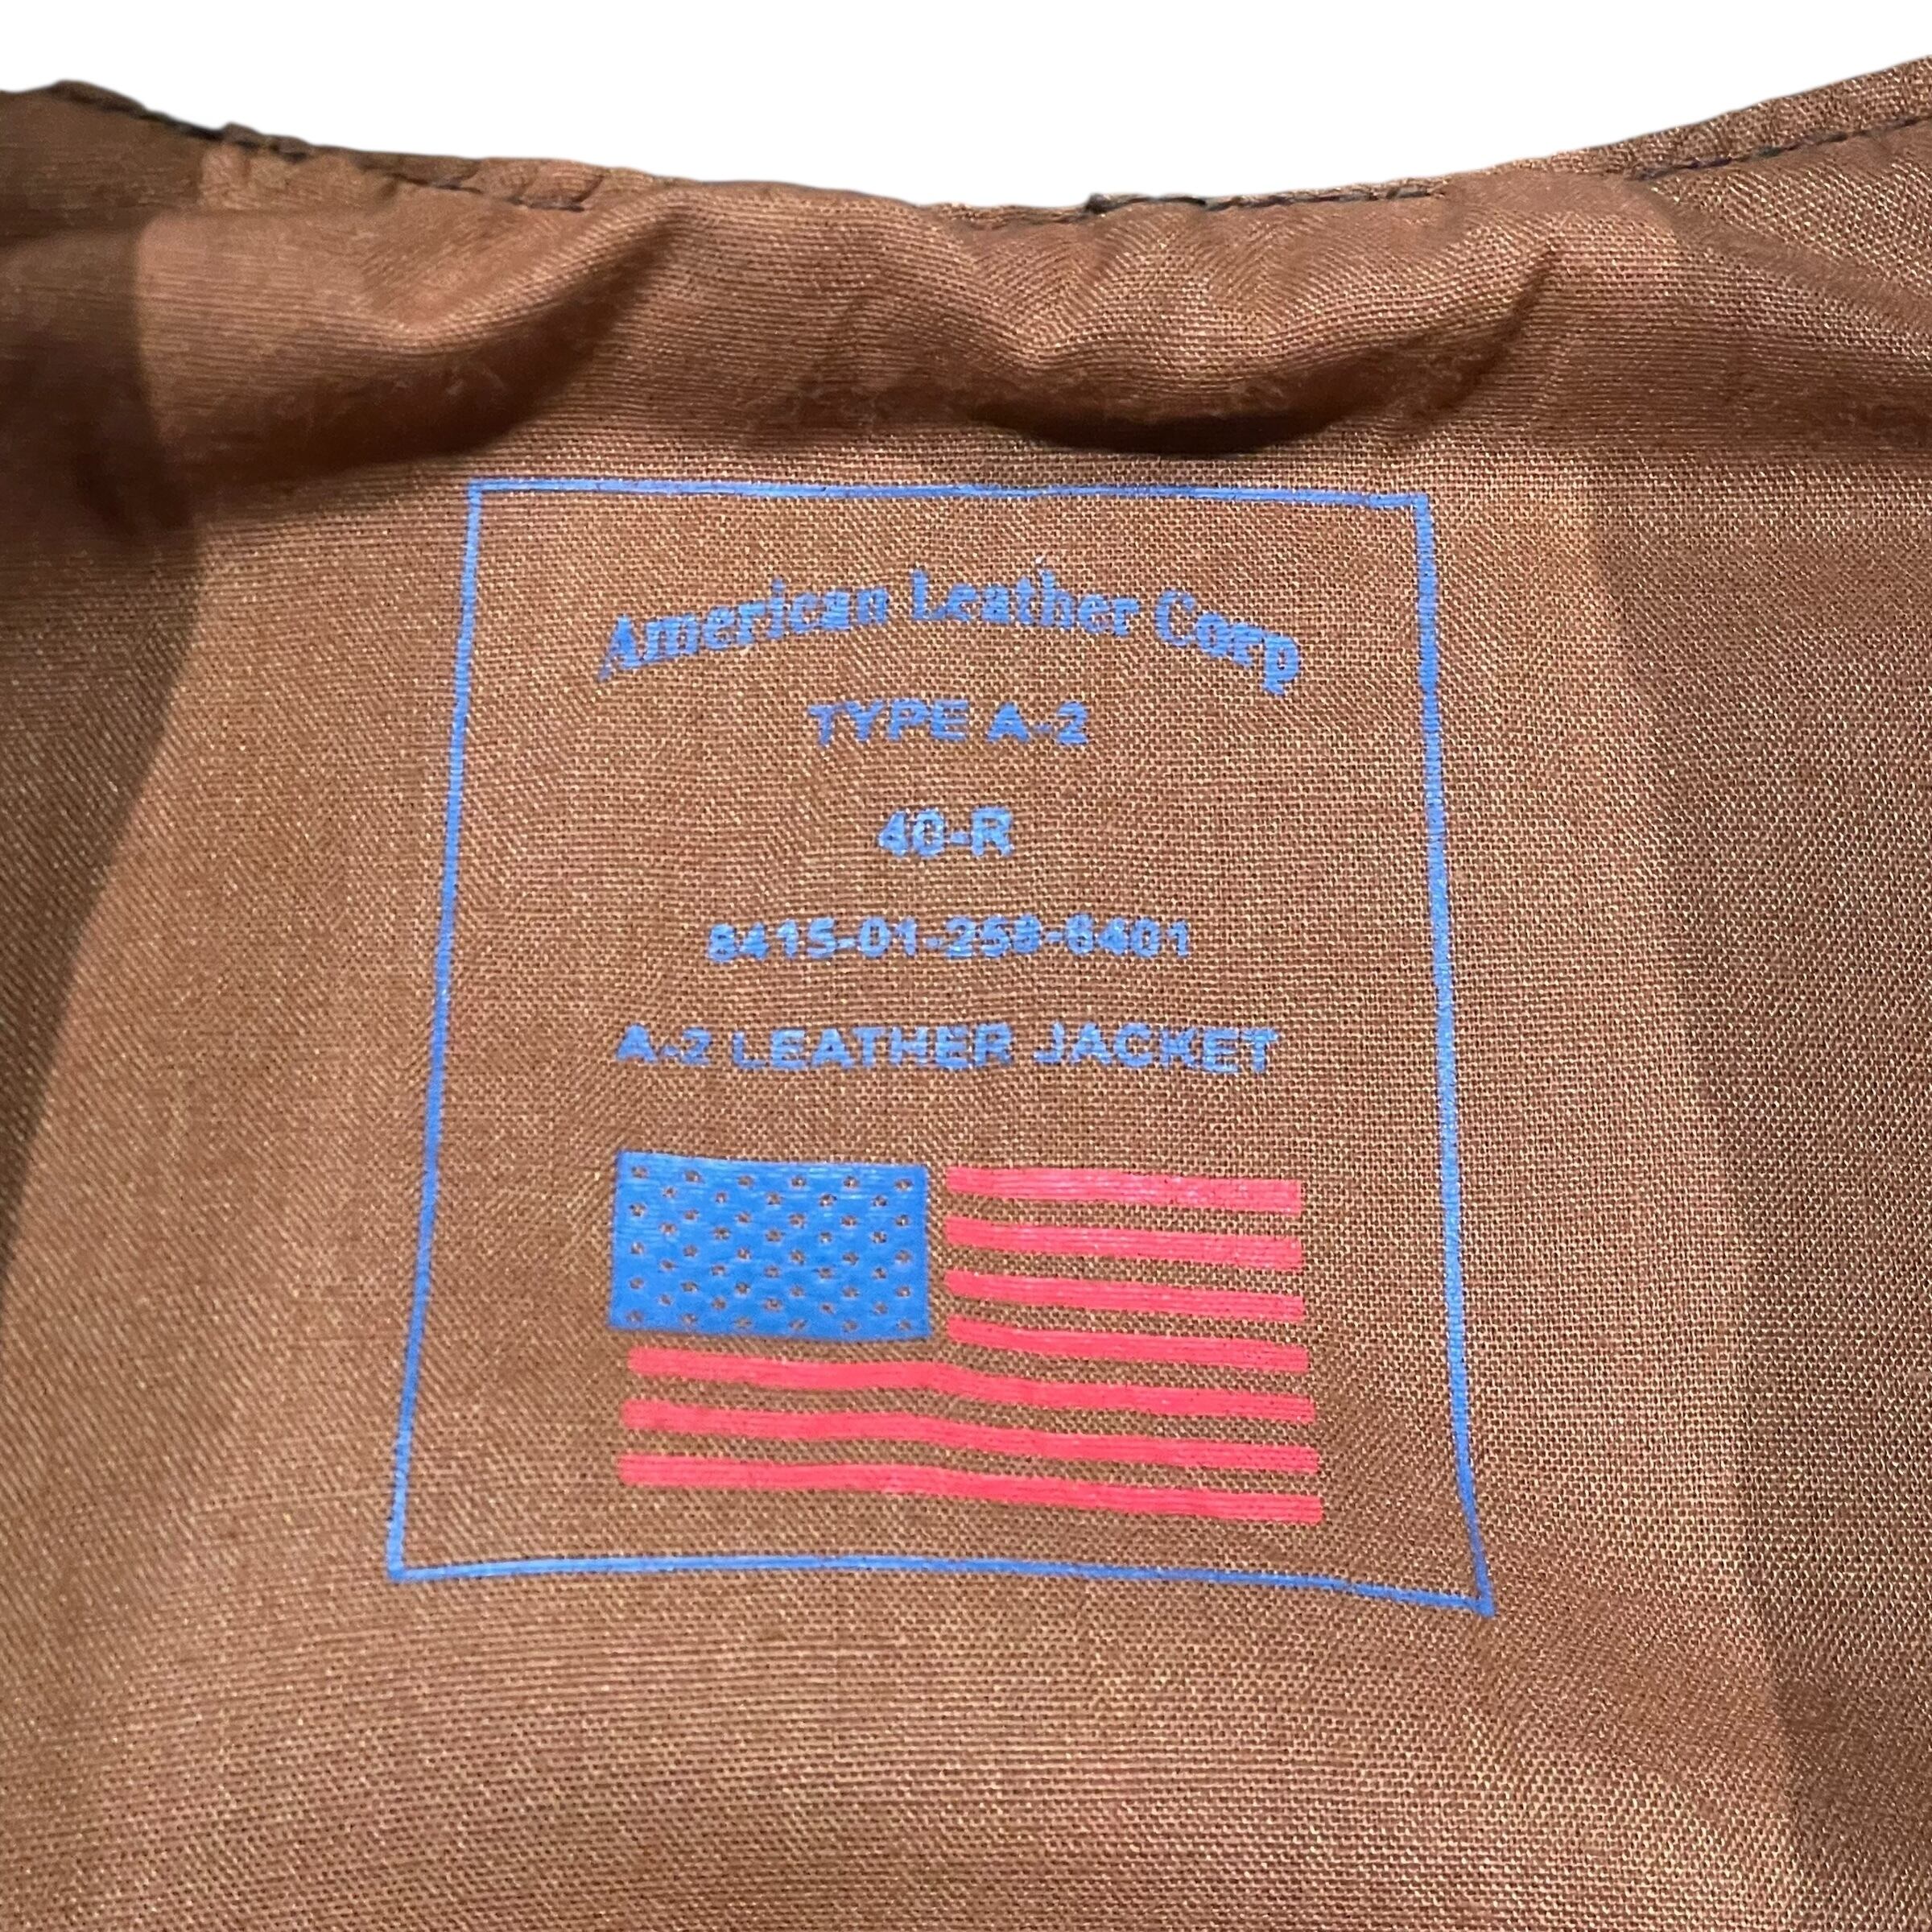 American Leather Corp
TYPE A-2
40-R
8415-01-258-6401
A-2 LEATHER JACKET